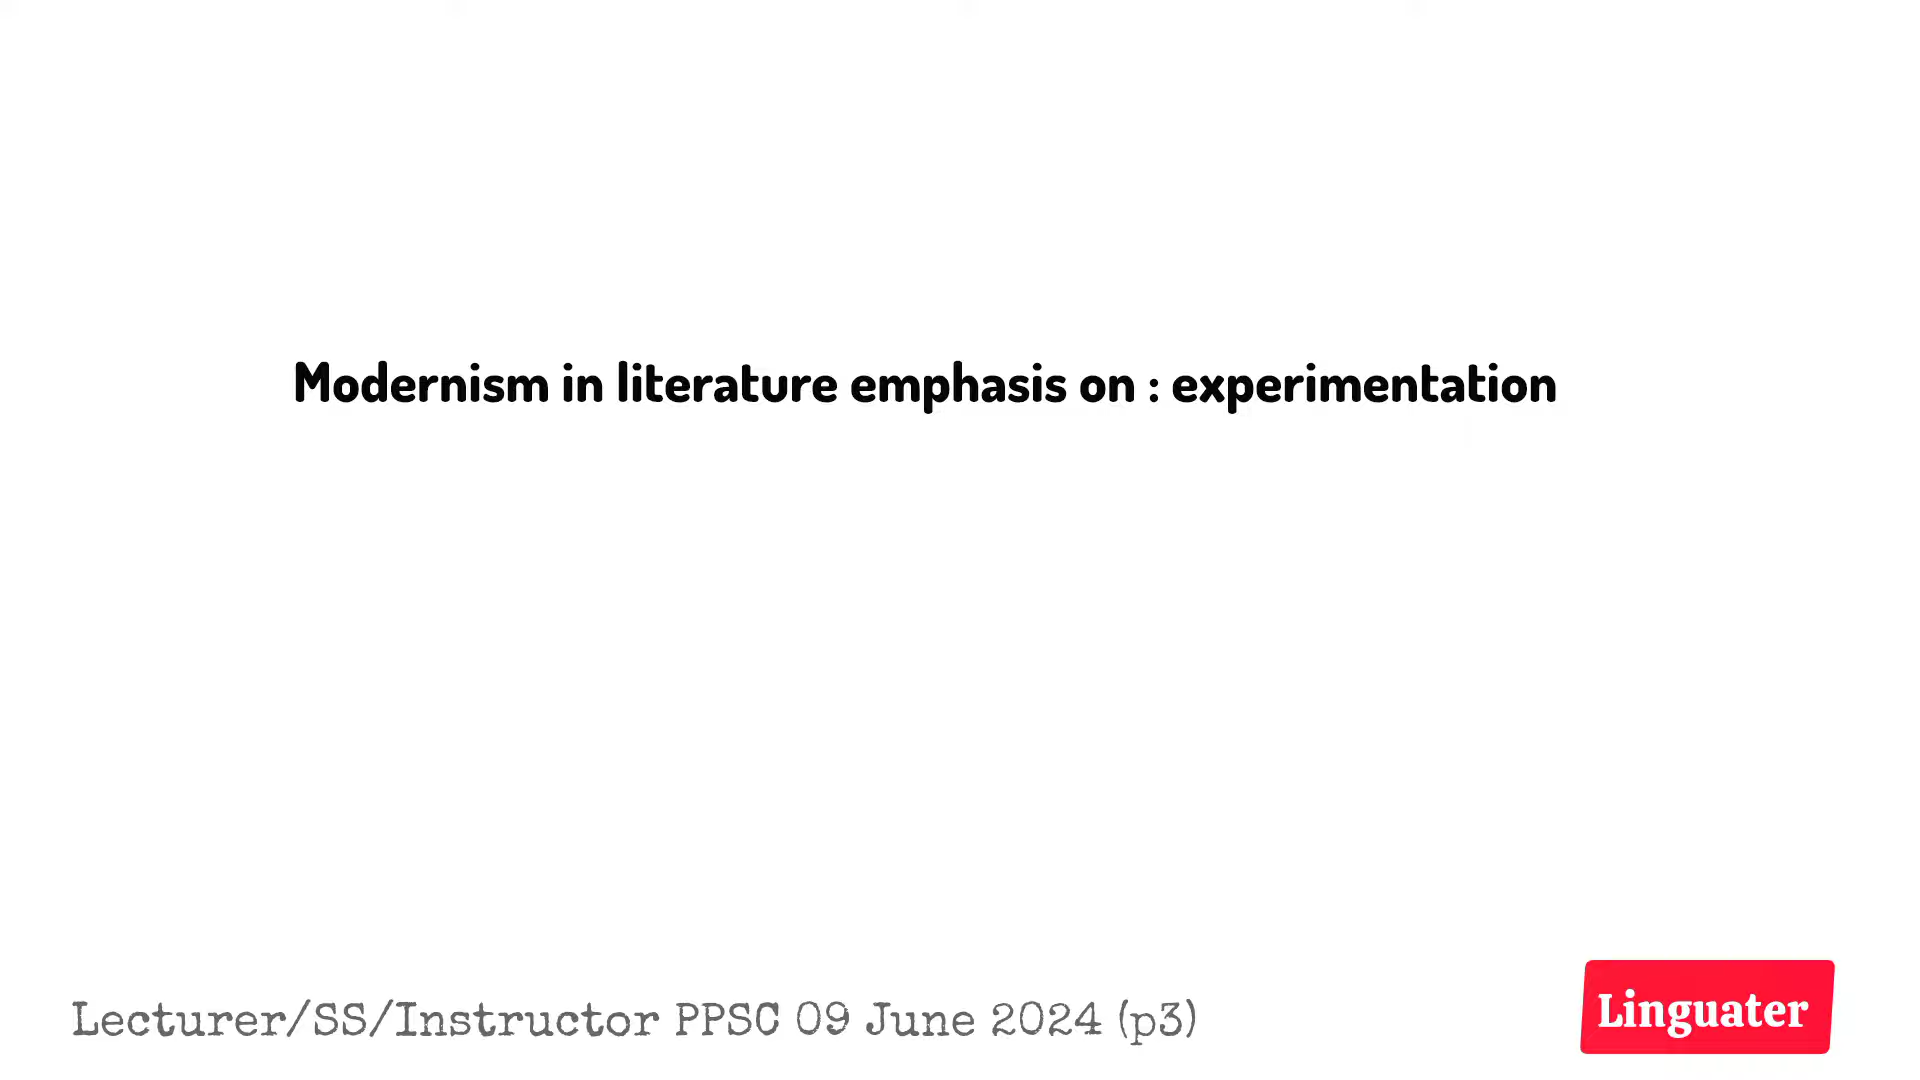 Modernism in literature emphasis on : experimentation
Lecturer/SS/Instructor PPSC 09 June 2024 (p3)
Linguater